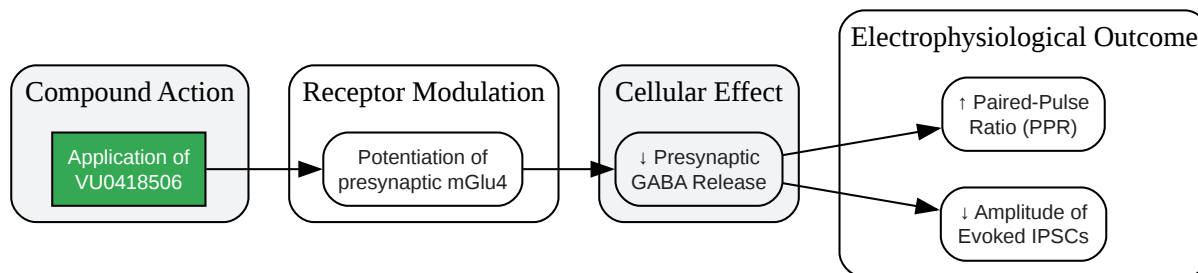 Compound Action
Application of
VU0418506
Receptor Modulation
Potentiation of
presynaptic mGlu4
Cellular Effect
↓ Presynaptic
GABA Release
Electrophysiological Outcome
↑ Paired-Pulse
Ratio (PPR)
↓ Amplitude of
Evoked IPSCs